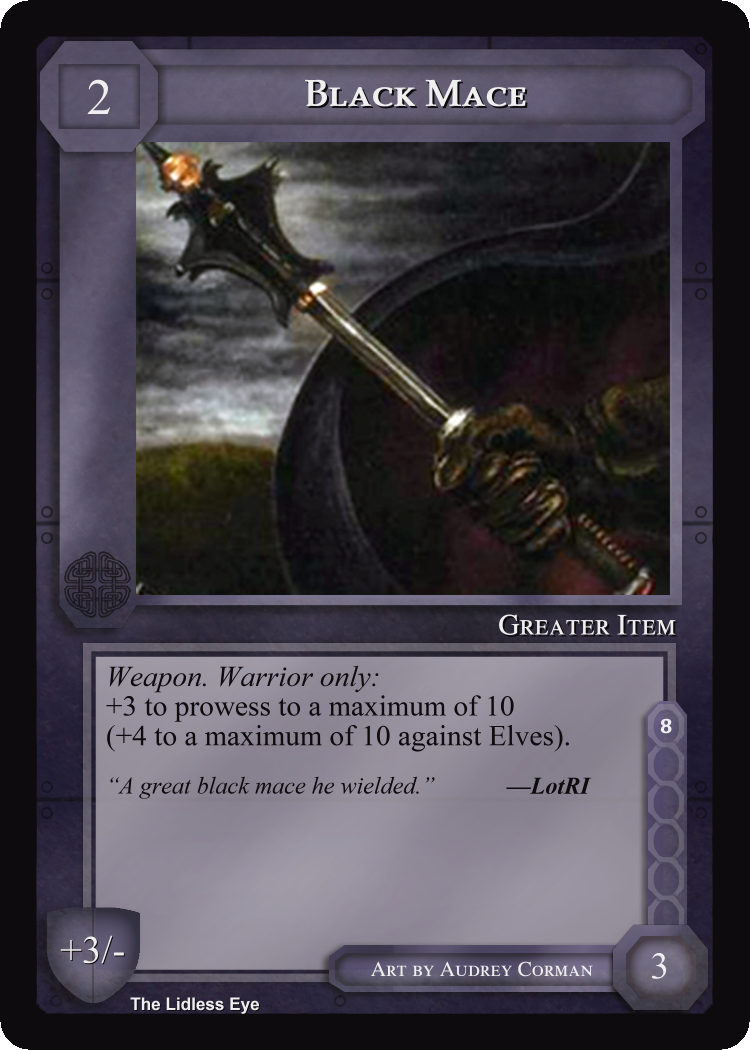 2
Black Mace
Greater Item
Weapon. Warrior only:
+3 to prowess to a maximum of 10
(+4 to a maximum of 10 against Elves).
8
“A great black mace he wielded.” —LotRI
+3/-
Art by Audrey Corman
3
The Lidless Eye